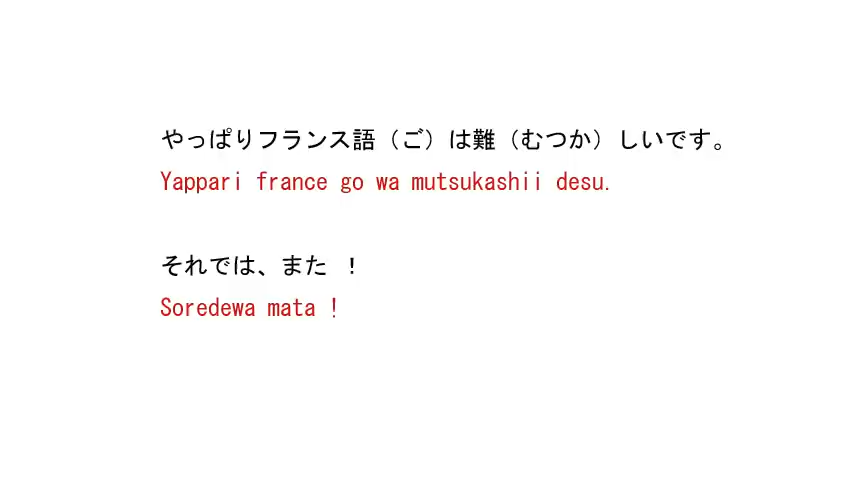 やっぱりフランス語（ご）は難（むつか）しいです。
Yappari france go wa mutsukashii desu.
それでは、また ！
Soredewa mata !